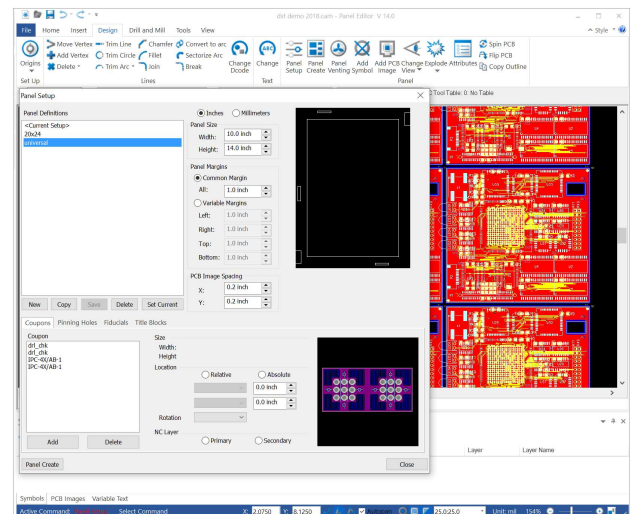 dsl demo 2018.cam - Panel Editor V 14.0
File Home Insert Design Drill and Mill Tools View Style
Origins Move Vertex Trim Line Chamfer Convert to arc
Add Vertex Trim Circle Fillet Sectorize Arc
Delete Trim Arc Join Break
Change Dcode
Change
Panel Setup
Panel Create
Panel Venting
Add Symbol
Add PCB Image
Change View
Explode
Attributes
Spin PCB
Flip PCB
Copy Outline
Set Up Lines Text Panel
Tool Table: 0: No Table
Panel Setup
Panel Definitions
<Current Setup>
20x24
universal
Inches Millimeters
Panel Size
Width: 10.0 inch
Height: 14.0 inch
Panel Margins
Common Margin
All: 1.0 inch
Variable Margins
Left: 1.0 inch
Right: 1.0 inch
Top: 1.0 inch
Bottom: 1.0 inch
PCB Image Spacing
X: 0.2 inch
Y: 0.2 inch
New Copy Save Delete Set Current
Coupons Pinning Holes Fiducials Title Blocks
Coupon
drl_chk
drl_chk
IPC-4X/AB-1
IPC-4X/AB-1
Size
Width:
Height
Location
Relative Absolute
0.0 inch
0.0 inch
Rotation
NC Layer
Primary Secondary
Add Delete
Panel Create Close
Layer Layer Name
Symbols PCB Images Variable Text
Active Command: Select Command X: 2.0750 Y: 8.1250 Autopan 25.0:25.0 Unit: mil 154%